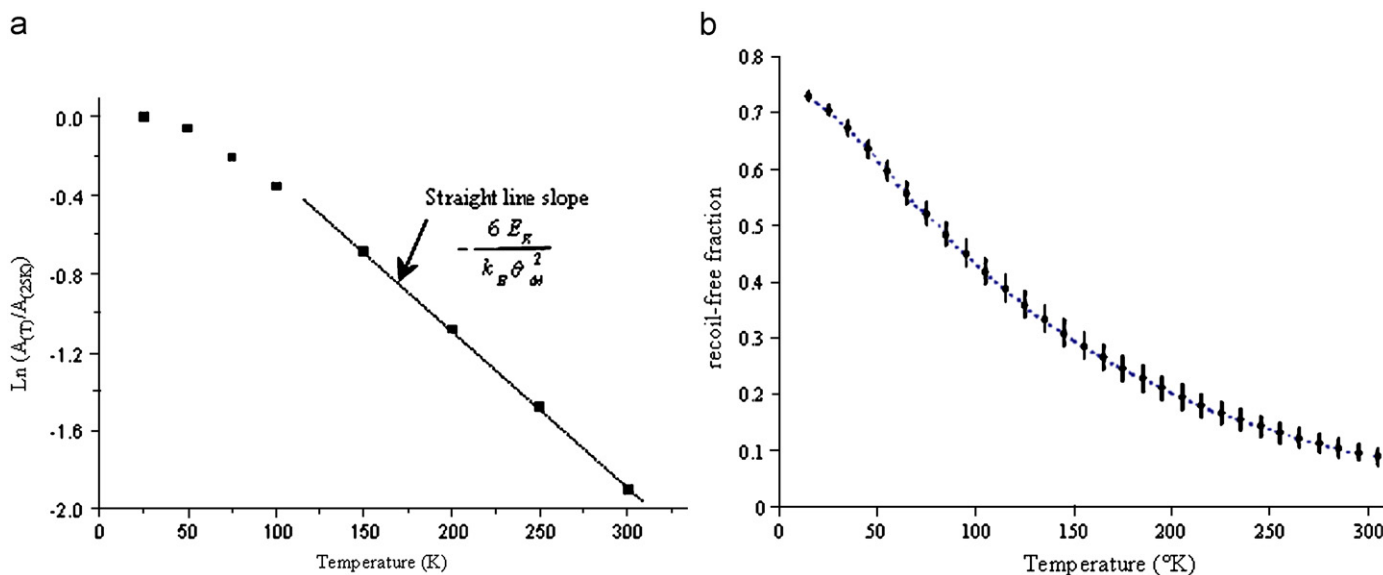 a
0.0
-0.4
-0.8
-1.2
-1.6
-2.0
Ln (A(T)/A(25K))
Straight line slope
- 6 E_R
k_B θ_d^2
0 50 100 150 200 250 300
Temperature (K)
b
0.8
0.7
0.6
0.5
0.4
0.3
0.2
0.1
0
recoil-free fraction
0 50 100 150 200 250 300
Temperature (°K)